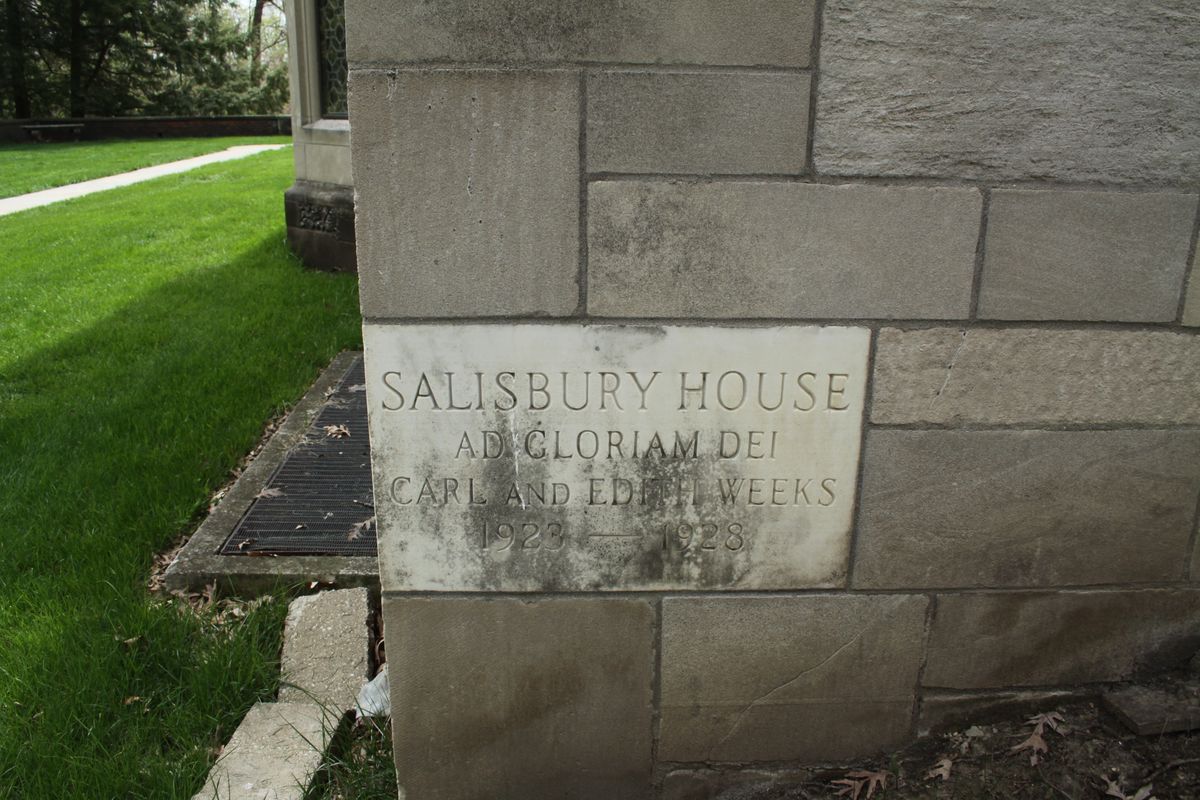 SALISBURY HOUSE
AD GLORIAM DEI
CARL AND EDITH WEEKS
1923 — 1928